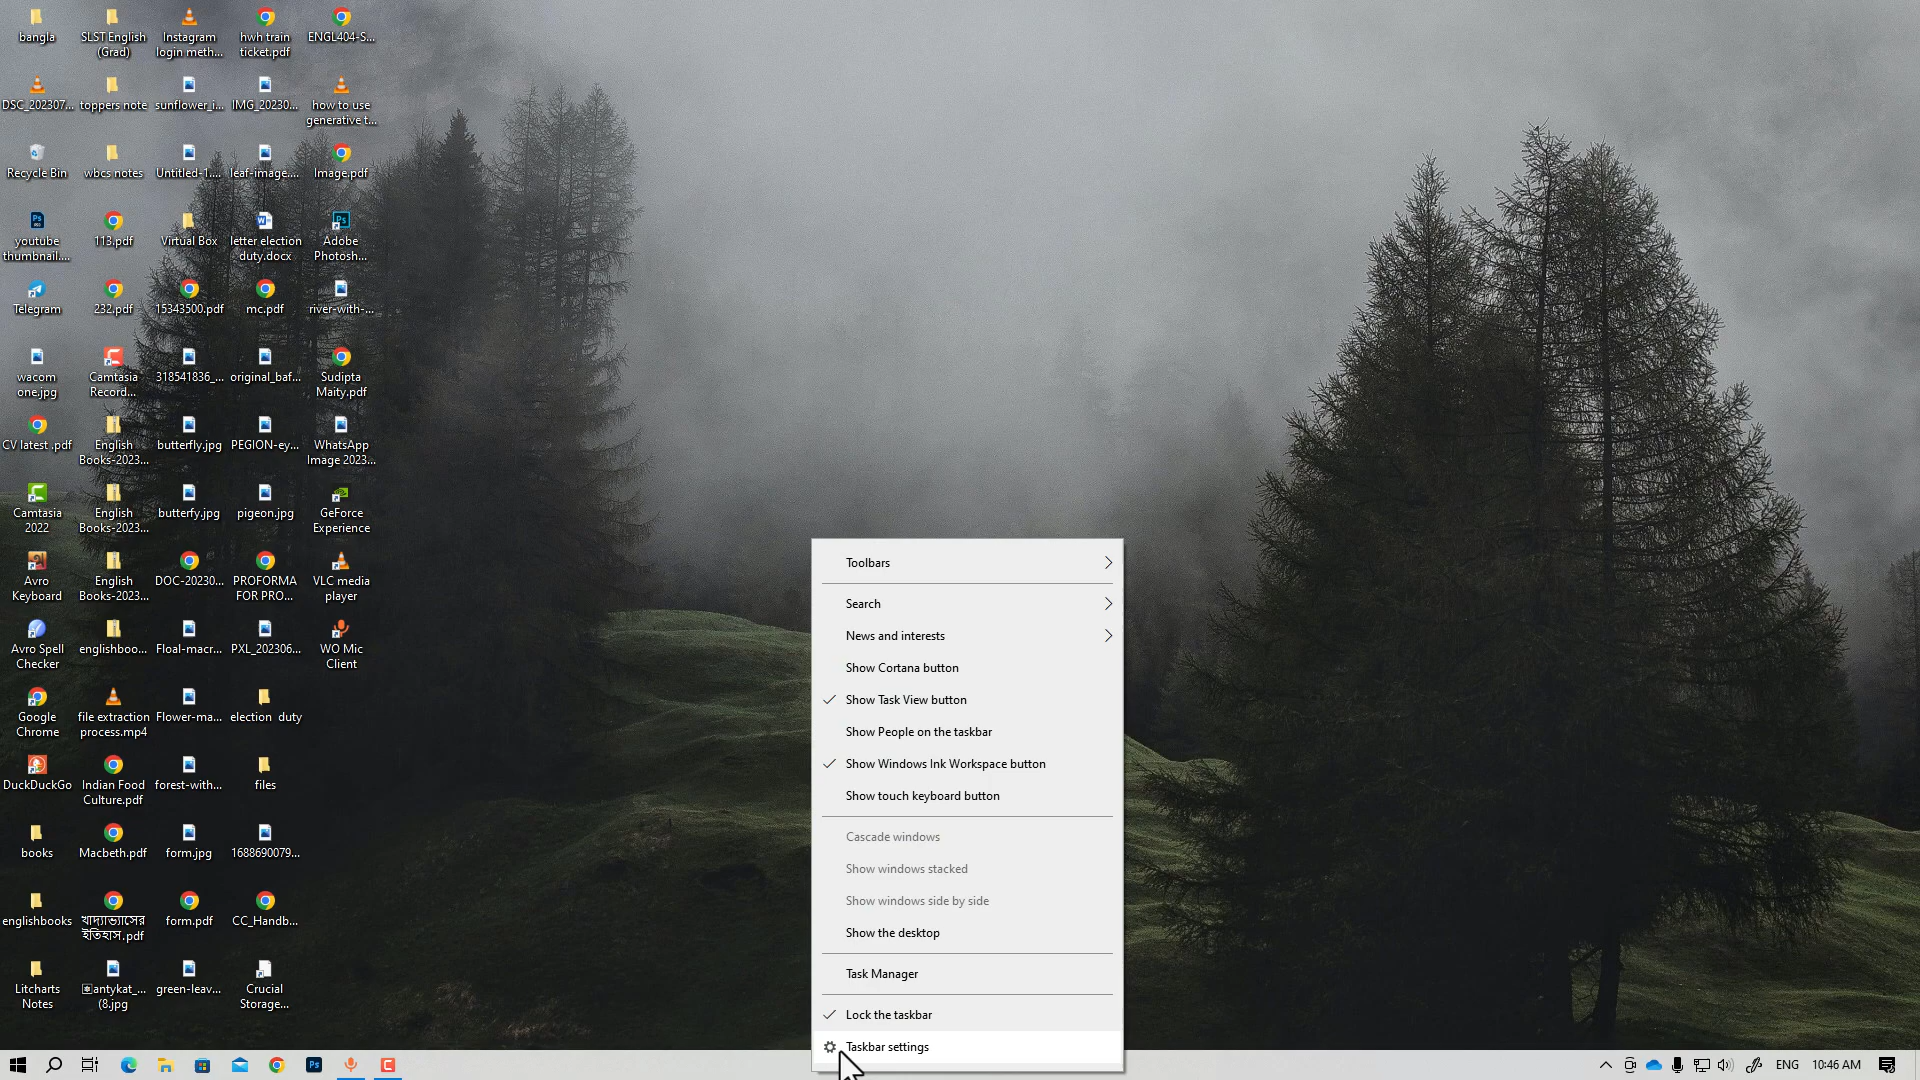 bangla
SLST English
(Grad)
Instagram
login meth...
hwh train
ticket.pdf
ENGL404-S...
DSC_202307...
toppers note
sunflower_i...
IMG_20230...
how to use
generative t...
Recycle Bin
wbcs notes
Untitled-1....
leaf-image....
Image.pdf
youtube
thumbnail....
113.pdf
Virtual Box
letter election
duty.docx
Adobe
Photosh...
Telegram
232.pdf
15343500.pdf
mc.pdf
river-with-...
wacom
one.jpg
Camtasia
Record...
318541836_...
original_baf...
Sudipta
Maity.pdf
CV latest .pdf
English
Books-2023...
butterfly.jpg
PEGION-ey...
WhatsApp
Image 2023...
Camtasia
2022
English
Books-2023...
butterfy.jpg
pigeon.jpg
GeForce
Experience
Avro
Keyboard
English
Books-2023...
DOC-20230...
PROFORMA
FOR PRO...
VLC media
player
Avro Spell
Checker
englishboo...
Floal-macr...
PXL_202306...
WO Mic
Client
Google
Chrome
file extraction
process.mp4
Flower-ma...
election duty
DuckDuckGo
Indian Food
Culture.pdf
forest-with...
files
books
Macbeth.pdf
form.jpg
1688690079...
englishbooks
খাদ্যাভ্যাসের
ইতিহাস.pdf
form.pdf
CC_Handb...
Litcharts
Notes
antykat_...
(8.jpg
green-leav...
Crucial
Storage...
Toolbars
Search
News and interests
Show Cortana button
Show Task View button
Show People on the taskbar
Show Windows Ink Workspace button
Show touch keyboard button
Cascade windows
Show windows stacked
Show windows side by side
Show the desktop
Task Manager
Lock the taskbar
Taskbar settings
Ps
ENG
10:46 AM